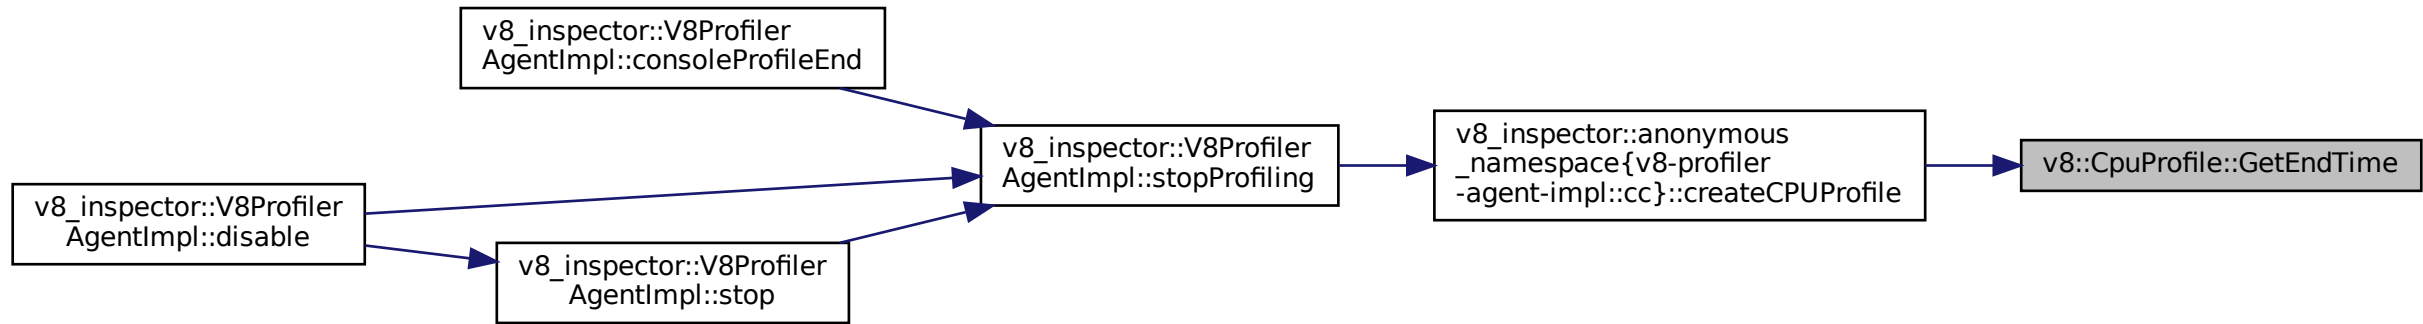 v8_inspector::V8Profiler
AgentImpl::consoleProfileEnd
v8_inspector::V8Profiler
AgentImpl::disable
v8_inspector::V8Profiler
AgentImpl::stop
v8_inspector::V8Profiler
AgentImpl::stopProfiling
v8_inspector::anonymous
_namespace{v8-profiler
-agent-impl::cc}::createCPUProfile
v8::CpuProfile::GetEndTime